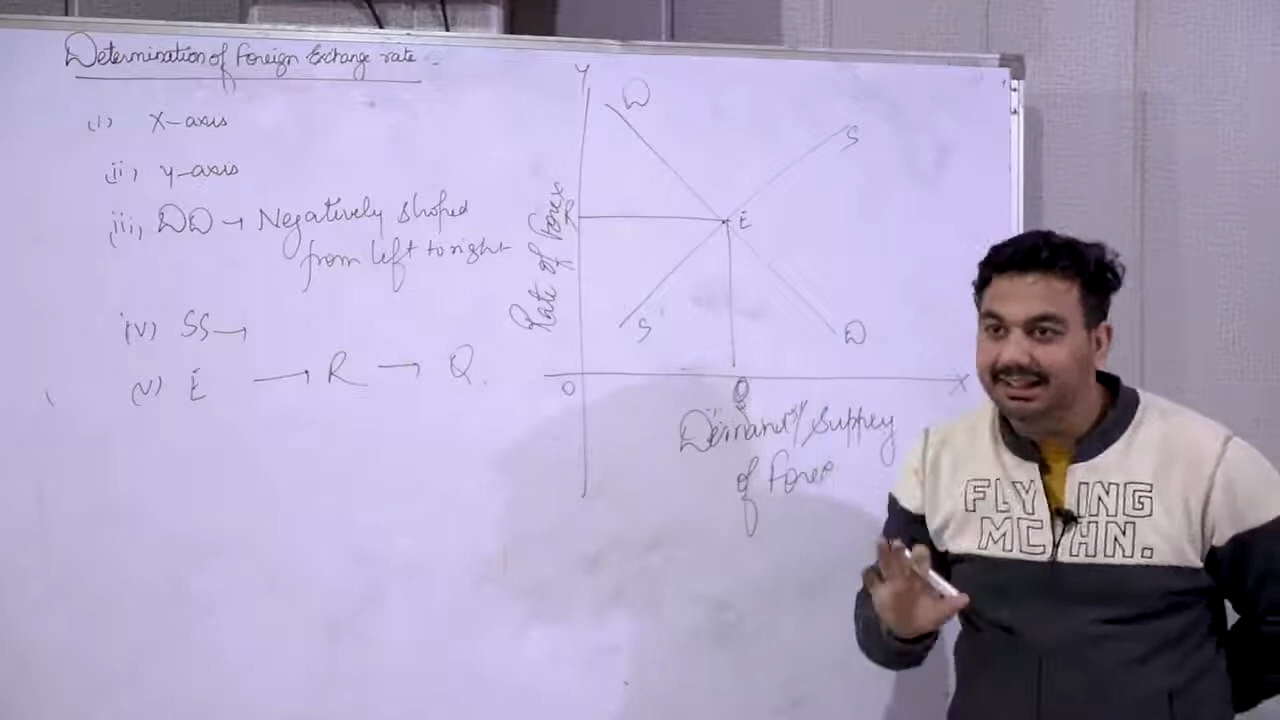 Determination of Foreign Exchange rate
(i) X-axis
(ii) y-axis
(iii) DD → Negatively shoped
from left to right
(iv) SS →
(v) E → R → Q
Y
D
S
Rate of Forex
R
E
S
D
O
Q
X
Demand / Supply
of Forex
FLYING
MCHN.